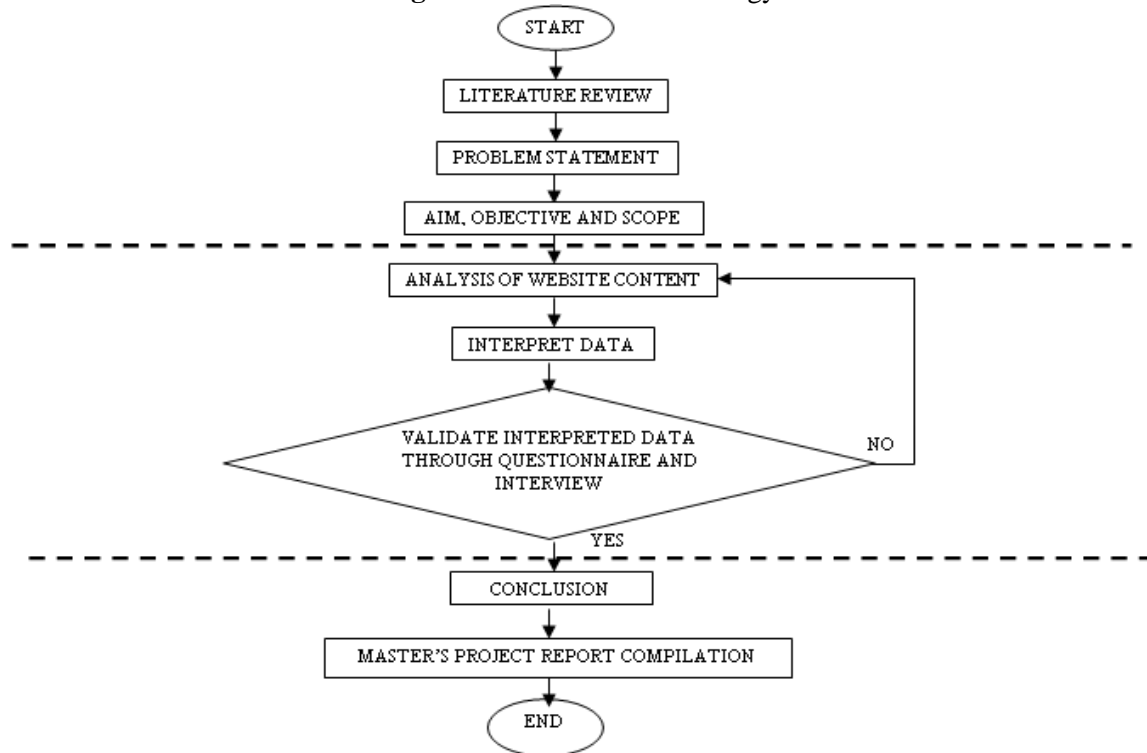 START
LITERATURE REVIEW
PROBLEM STATEMENT
AIM, OBJECTIVE AND SCOPE
ANALYSIS OF WEBSITE CONTENT
INTERPRET DATA
VALIDATE INTERPRETED DATA
THROUGH QUESTIONNAIRE AND
INTERVIEW
NO
YES
CONCLUSION
MASTER'S PROJECT REPORT COMPILATION
END